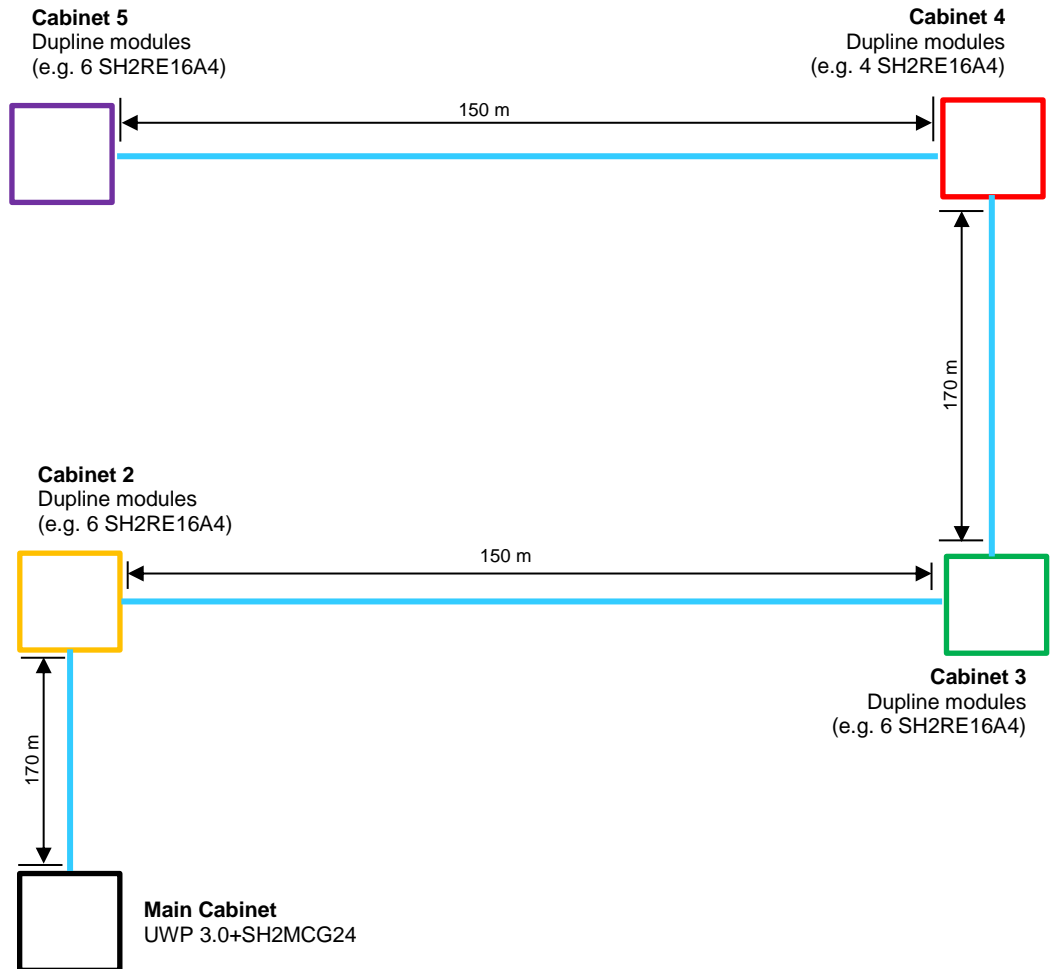 Cabinet 5
Dupline modules
(e.g. 6 SH2RE16A4)
Cabinet 4
Dupline modules
(e.g. 4 SH2RE16A4)
150 m
170 m
Cabinet 2
Dupline modules
(e.g. 6 SH2RE16A4)
150 m
Cabinet 3
Dupline modules
(e.g. 6 SH2RE16A4)
170 m
Main Cabinet
UWP 3.0+SH2MCG24